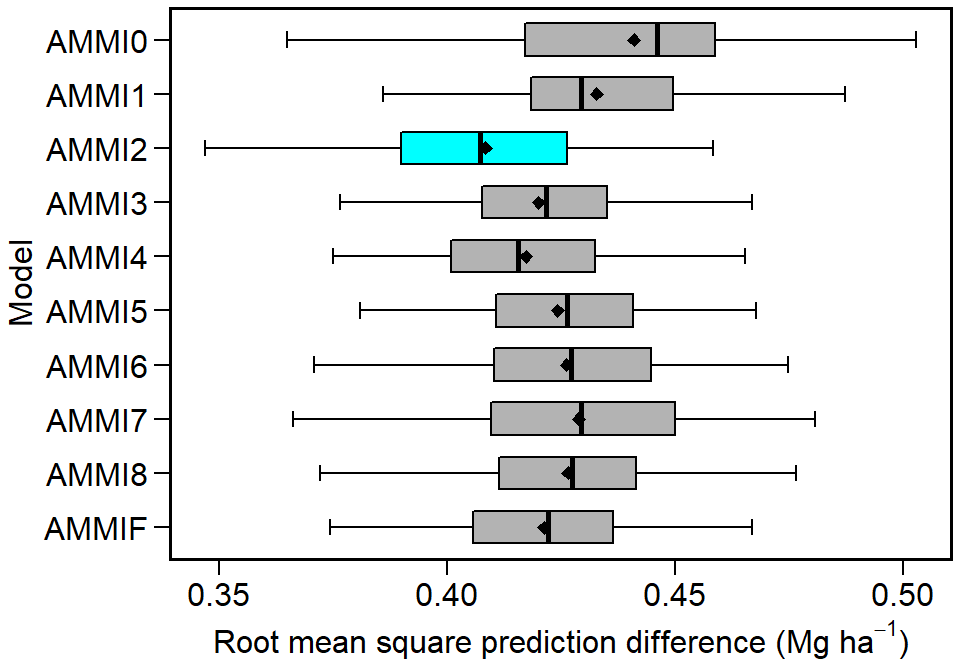 AMMI0
AMMI1
AMMI2
AMMI3
AMMI4
AMMI5
AMMI6
AMMI7
AMMI8
AMMIF
Model
0.35 0.40 0.45 0.50
Root mean square prediction difference (Mg ha⁻¹)